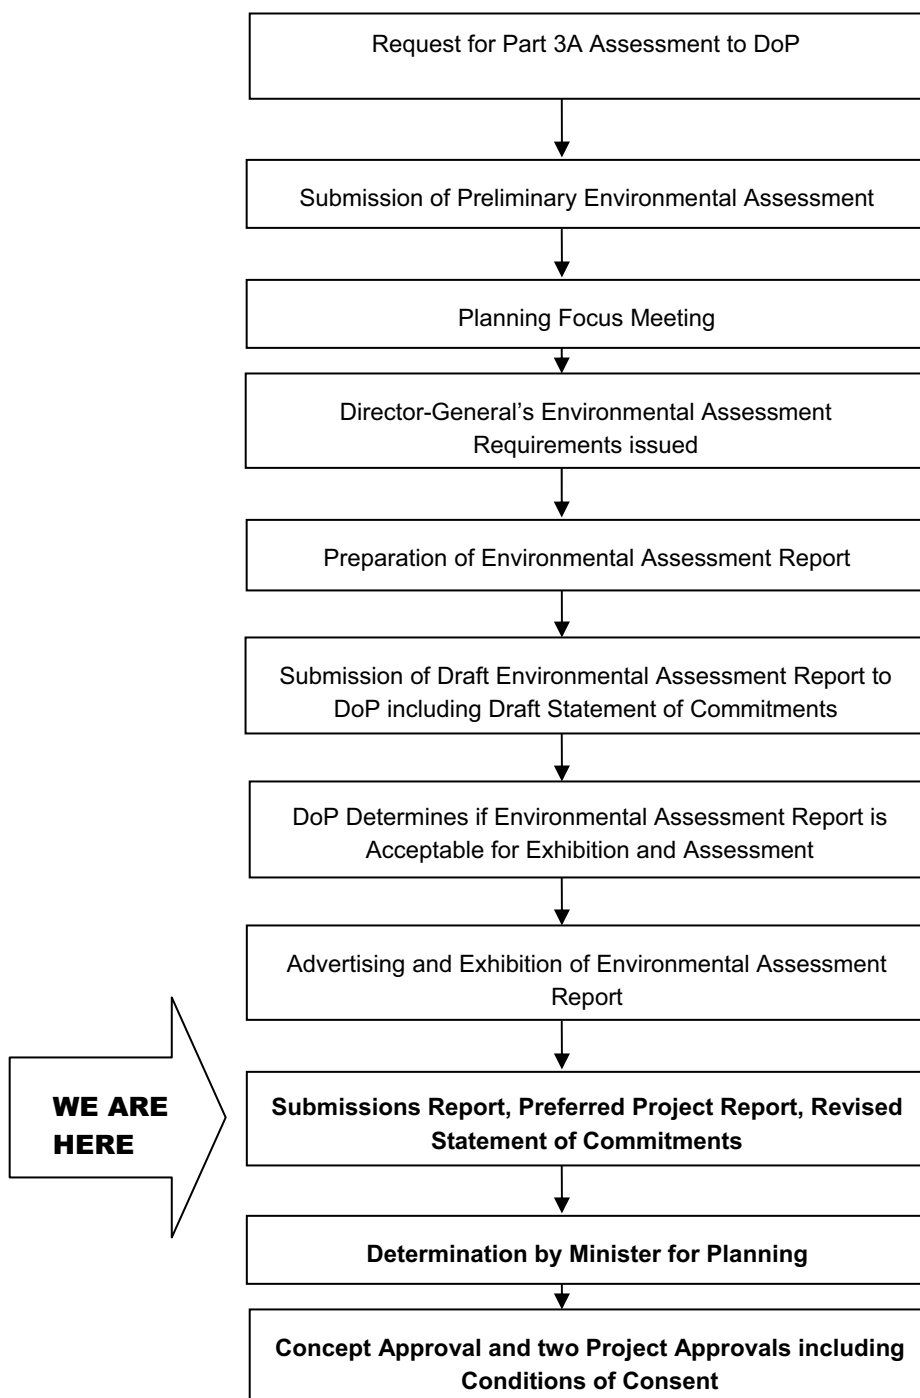 Request for Part 3A Assessment to DoP
Submission of Preliminary Environmental Assessment
Planning Focus Meeting
Director-General’s Environmental Assessment
Requirements issued
Preparation of Environmental Assessment Report
Submission of Draft Environmental Assessment Report to
DoP including Draft Statement of Commitments
DoP Determines if Environmental Assessment Report is
Acceptable for Exhibition and Assessment
Advertising and Exhibition of Environmental Assessment
Report
WE ARE
HERE
Submissions Report, Preferred Project Report, Revised
Statement of Commitments
Determination by Minister for Planning
Concept Approval and two Project Approvals including
Conditions of Consent